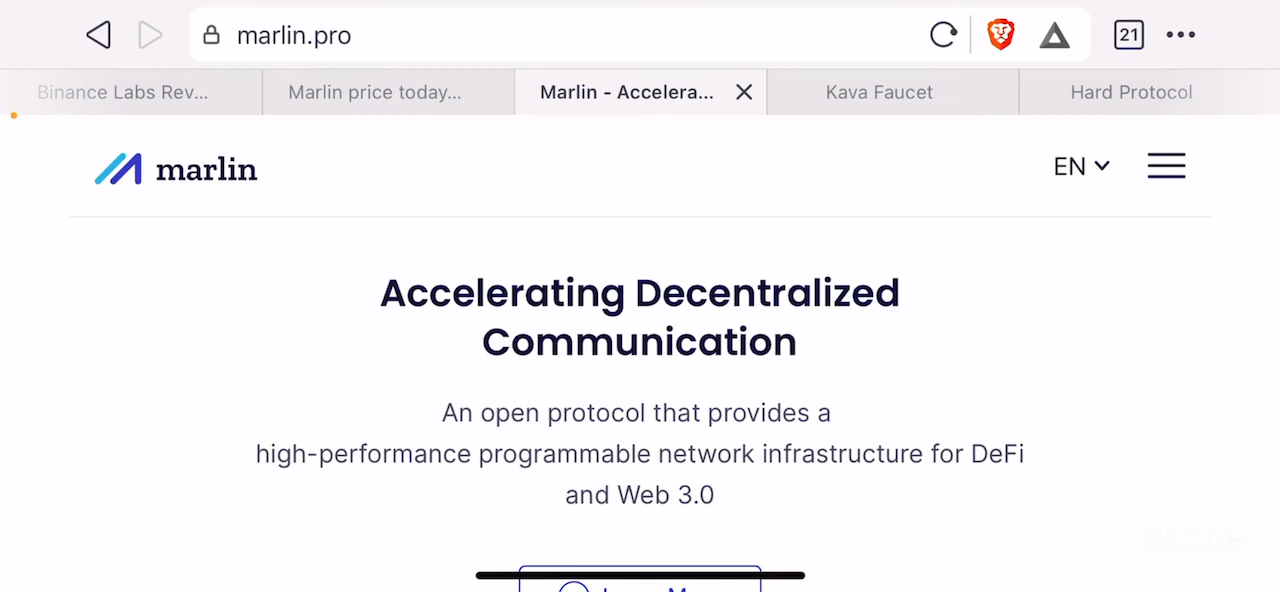 marlin.pro
21
Binance Labs Rev...
Marlin price today...
Marlin - Accelera...
Kava Faucet
Hard Protocol
marlin
EN
Accelerating Decentralized
Communication
An open protocol that provides a
high-performance programmable network infrastructure for DeFi
and Web 3.0